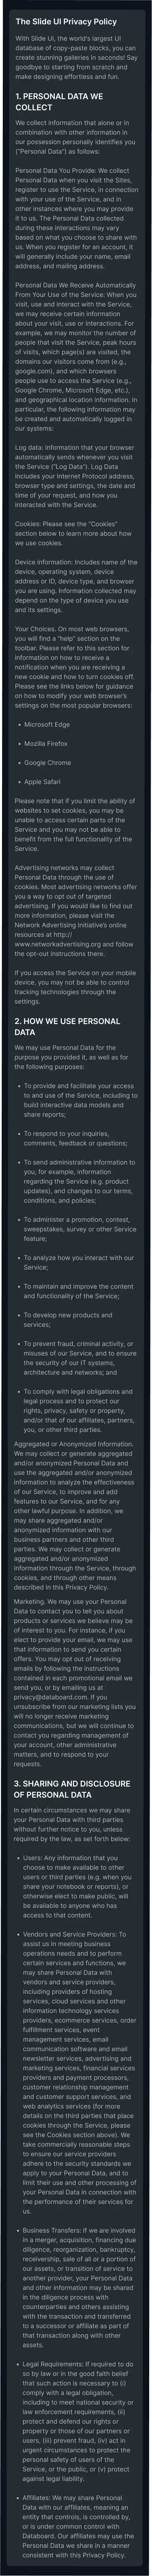 The Slide UI Privacy Policy
With Slide UI, the world's largest UI
database of copy-paste blocks, you can
create stunning galleries in seconds! Say
goodbye to starting from scratch and
make designing effortless and fun.
1. PERSONAL DATA WE
COLLECT
We collect information that alone or in
combination with other information in
our possession personally identifies you
("Personal Data") as follows:
Personal Data You Provide: We collect
Personal Data when you visit the Sites,
register to use the Service, in connection
with your use of the Service, and in
other instances where you may provide
it to us. The Personal Data collected
during these interactions may vary
based on what you choose to share with
us. When you register for an account, it
will generally include your name, email
address, and mailing address.
Personal Data We Receive Automatically
From Your Use of the Service: When you
visit, use and interact with the Service,
we may receive certain information
about your visit, use or interactions. For
example, we may monitor the number of
people that visit the Service, peak hours
of visits, which page(s) are visited, the
domains our visitors come from (e.g.,
google.com), and which browsers
people use to access the Service (e.g.,
Google Chrome, Microsoft Edge, etc.),
and geographical location information. In
particular, the following information may
be created and automatically logged in
our systems:
Log data: Information that your browser
automatically sends whenever you visit
the Service ("Log Data"). Log Data
includes your Internet Protocol address,
browser type and settings, the date and
time of your request, and how you
interacted with the Service.
Cookies: Please see the "Cookies"
section below to learn more about how
we use cookies.
Device information: Includes name of the
device, operating system, device
address or ID, device type, and browser
you are using. Information collected may
depend on the type of device you use
and its settings.
Your Choices. On most web browsers,
you will find a "help" section on the
toolbar. Please refer to this section for
information on how to receive a
notification when you are receiving a
new cookie and how to turn cookies off.
Please see the links below for guidance
on how to modify your web browser's
settings on the most popular browsers:
• Microsoft Edge
• Mozilla Firefox
• Google Chrome
• Apple Safari
Please note that if you limit the ability of
websites to set cookies, you may be
unable to access certain parts of the
Service and you may not be able to
benefit from the full functionality of the
Service.
Advertising networks may collect
Personal Data through the use of
cookies. Most advertising networks offer
you a way to opt out of targeted
advertising. If you would like to find out
more information, please visit the
Network Advertising Initiative's online
resources at http://
www.networkadvertising.org and follow
the opt-out instructions there.
If you access the Service on your mobile
device, you may not be able to control
tracking technologies through the
settings.
2. HOW WE USE PERSONAL
DATA
We may use Personal Data for the
purpose you provided it, as well as for
the following purposes:
• To provide and facilitate your access
to and use of the Service, including to
build interactive data models and
share reports;
• To respond to your inquiries,
comments, feedback or questions;
• To send administrative information to
you, for example, information
regarding the Service (e.g. product
updates), and changes to our terms,
conditions, and policies;
• To administer a promotion, contest,
sweepstakes, survey or other Service
feature;
• To analyze how you interact with our
Service;
• To maintain and improve the content
and functionality of the Service;
• To develop new products and
services;
• To prevent fraud, criminal activity, or
misuses of our Service, and to ensure
the security of our IT systems,
architecture and networks; and
• To comply with legal obligations and
legal process and to protect our
rights, privacy, safety or property,
and/or that of our affiliates, partners,
you, or other third parties.
Aggregated or Anonymized Information.
We may collect or generate aggregated
and/or anonymized Personal Data and
use the aggregated and/or anonymized
information to analyze the effectiveness
of our Service, to improve and add
features to our Service, and for any
other lawful purpose. In addition, we
may share aggregated and/or
anonymized information with our
business partners and other third
parties. We may collect or generate
aggregated and/or anonymized
information through the Service, through
cookies, and through other means
described in this Privacy Policy.
Marketing. We may use your Personal
Data to contact you to tell you about
products or services we believe may be
of interest to you. For instance, if you
elect to provide your email, we may use
that information to send you certain
offers. You may opt out of receiving
emails by following the instructions
contained in each promotional email we
send you, or by emailing us at
privacy@databoard.com. If you
unsubscribe from our marketing lists you
will no longer receive marketing
communications, but we will continue to
contact you regarding management of
your account, other administrative
matters, and to respond to your
requests.
3. SHARING AND DISCLOSURE
OF PERSONAL DATA
In certain circumstances we may share
your Personal Data with third parties
without further notice to you, unless
required by the law, as set forth below:
• Users: Any information that you
choose to make available to other
users or third parties (e.g. when you
share your notebook or reports), or
otherwise elect to make public, will
be available to anyone who has
access to that content.
• Vendors and Service Providers: To
assist us in meeting business
operations needs and to perform
certain services and functions, we
may share Personal Data with
vendors and service providers,
including providers of hosting
services, cloud services and other
information technology services
providers, ecommerce services, order
fulfillment services, event
management services, email
communication software and email
newsletter services, advertising and
marketing services, financial services
providers and payment processors,
customer relationship management
and customer support services, and
web analytics services (for more
details on the third parties that place
cookies through the Service, please
see the Cookies section above). We
take commercially reasonable steps
to ensure our service providers
adhere to the security standards we
apply to your Personal Data, and to
limit their use and other processing of
your Personal Data in connection with
the performance of their services for
us.
• Business Transfers: If we are involved
in a merger, acquisition, financing due
diligence, reorganization, bankruptcy,
receivership, sale of all or a portion of
our assets, or transition of service to
another provider, your Personal Data
and other information may be shared
in the diligence process with
counterparties and others assisting
with the transaction and transferred
to a successor or affiliate as part of
that transaction along with other
assets.
• Legal Requirements: If required to do
so by law or in the good faith belief
that such action is necessary to (i)
comply with a legal obligation,
including to meet national security or
law enforcement requirements, (ii)
protect and defend our rights or
property or those of our partners or
users, (iii) prevent fraud, (iv) act in
urgent circumstances to protect the
personal safety of users of the
Service, or the public, or (v) protect
against legal liability.
• Affiliates: We may share Personal
Data with our affiliates, meaning an
entity that controls, is controlled by,
or is under common control with
Databoard. Our affiliates may use the
Personal Data we share in a manner
consistent with this Privacy Policy.